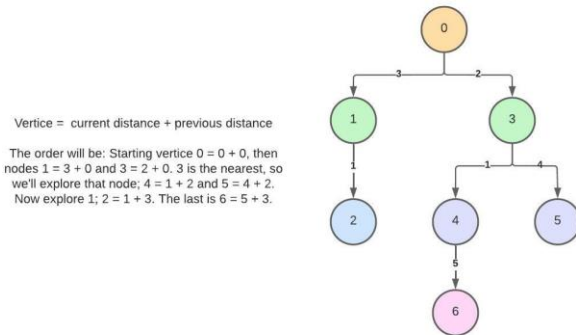 Vertice = current distance + previous distance
The order will be: Starting vertice 0 = 0 + 0, then
nodes 1 = 3 + 0 and 3 = 2 + 0. 3 is the nearest, so
we'll explore that node; 4 = 1 + 2 and 5 = 4 + 2.
Now explore 1; 2 = 1 + 3. The last is 6 = 5 + 3.
0
3 2
1 3
1 1 4
2 4 5
5
6